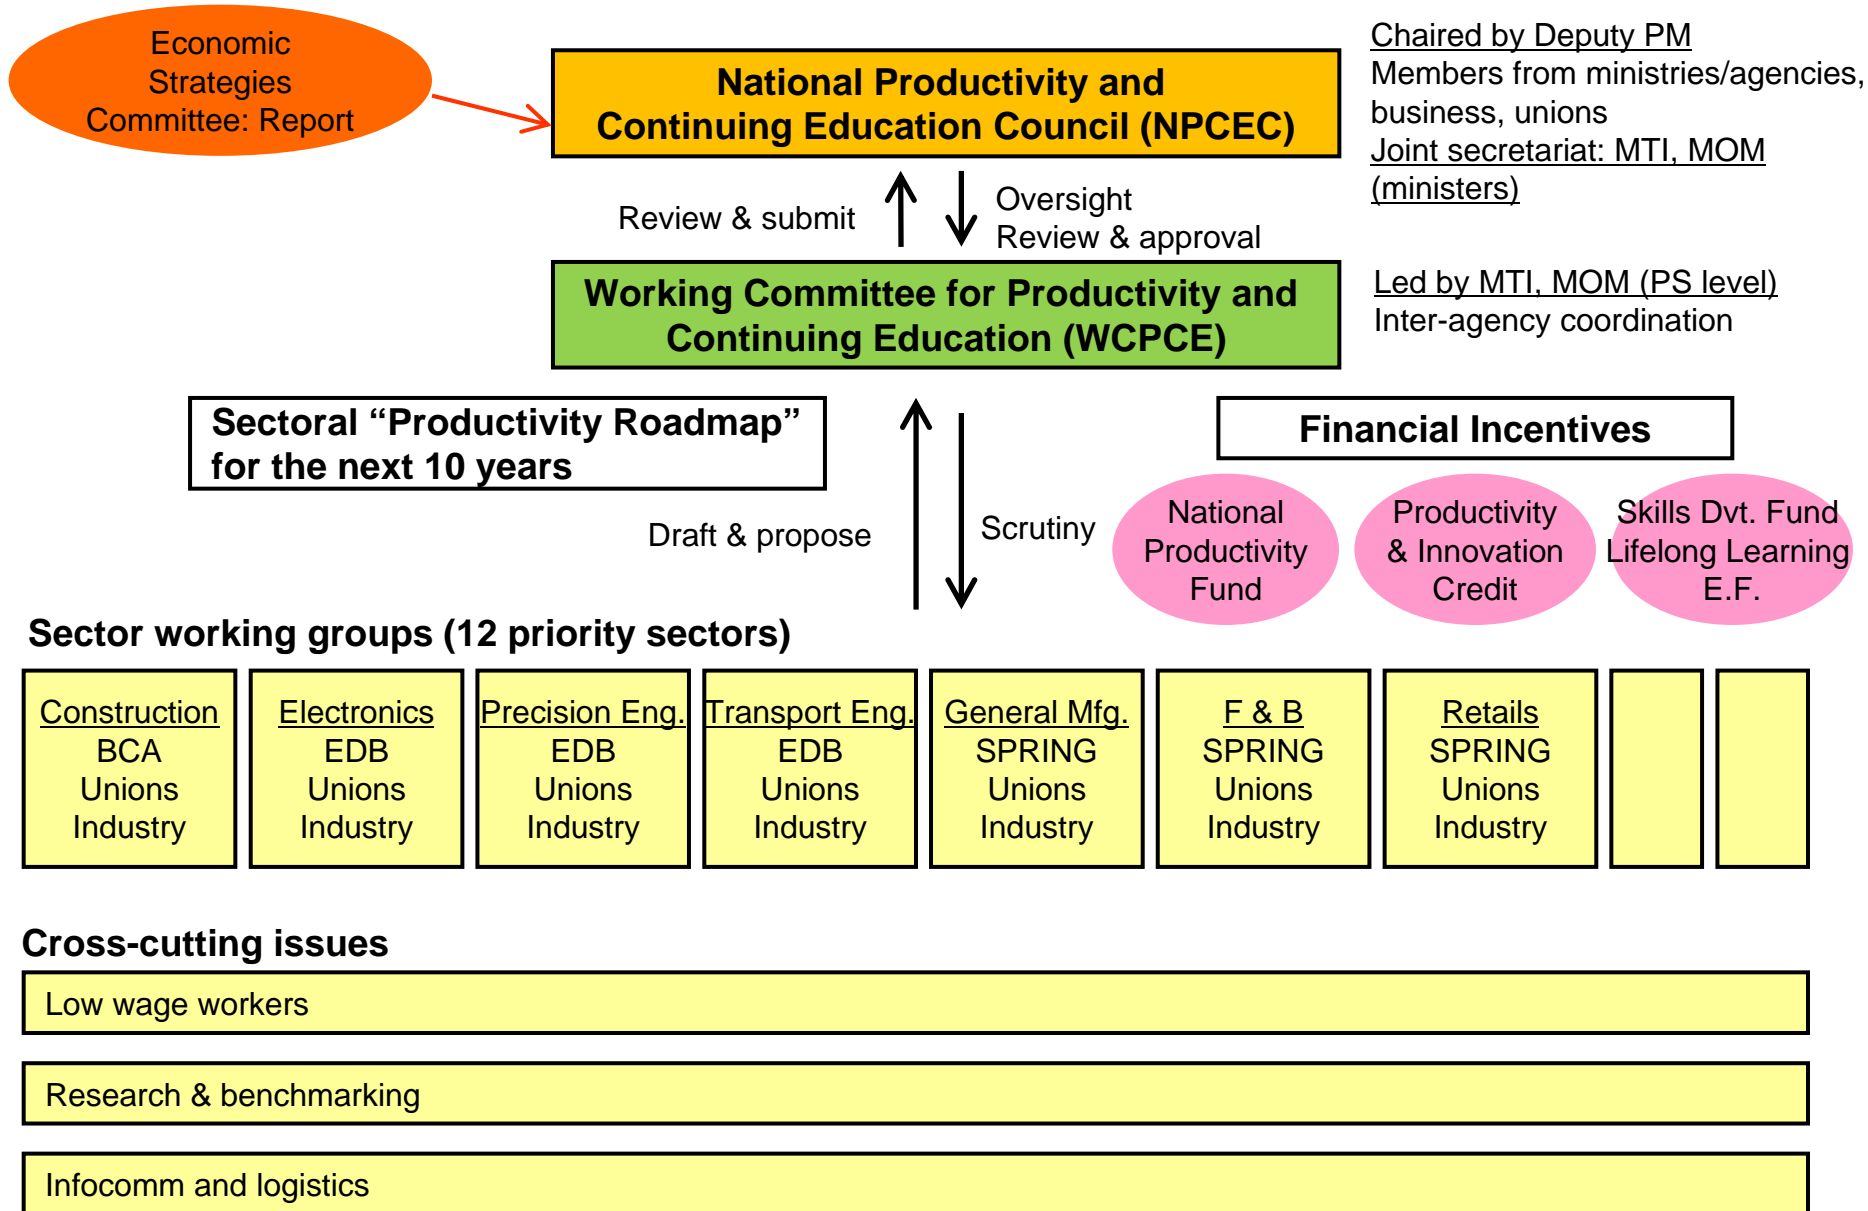 Economic
Strategies
Committee: Report
National Productivity and
Continuing Education Council (NPCEC)
Chaired by Deputy PM
Members from ministries/agencies,
business, unions
Joint secretariat: MTI, MOM
(ministers)
Review & submit
Oversight
Review & approval
Working Committee for Productivity and
Continuing Education (WCPCE)
Led by MTI, MOM (PS level)
Inter-agency coordination
Sectoral “Productivity Roadmap”
for the next 10 years
Financial Incentives
Draft & propose
Scrutiny
National
Productivity
Fund
Productivity
& Innovation
Credit
Skills Dvt. Fund
Lifelong Learning
E.F.
Sector working groups (12 priority sectors)
Construction
BCA
Unions
Industry
Electronics
EDB
Unions
Industry
Precision Eng.
EDB
Unions
Industry
Transport Eng.
EDB
Unions
Industry
General Mfg.
SPRING
Unions
Industry
F & B
SPRING
Unions
Industry
Retails
SPRING
Unions
Industry
Cross-cutting issues
Low wage workers
Research & benchmarking
Infocomm and logistics